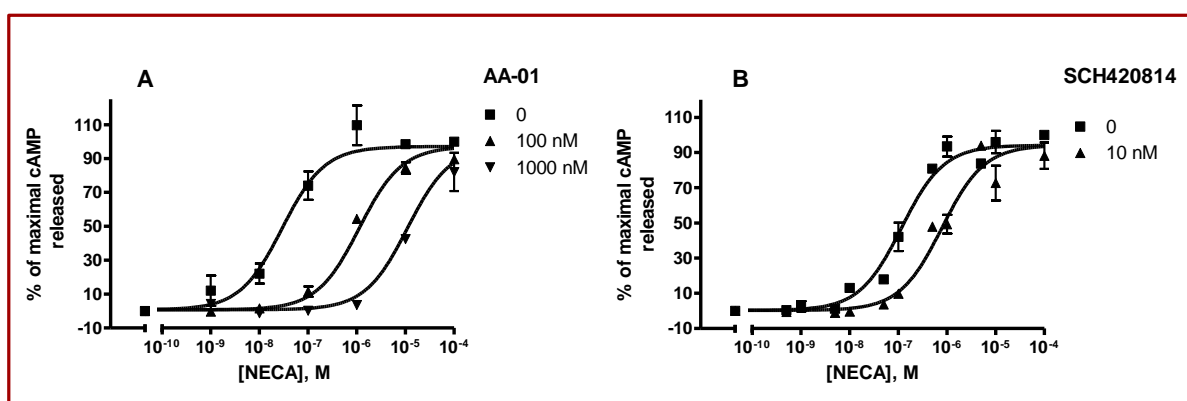 A
AA-01
0
100 nM
1000 nM
% of maximal cAMP
released
110
90
70
50
30
10
-10
10-10
10-9
10-8
10-7
10-6
10-5
10-4
[NECA], M
B
SCH420814
0
10 nM
% of maximal cAMP
released
110
90
70
50
30
10
-10
10-10
10-9
10-8
10-7
10-6
10-5
10-4
[NECA], M